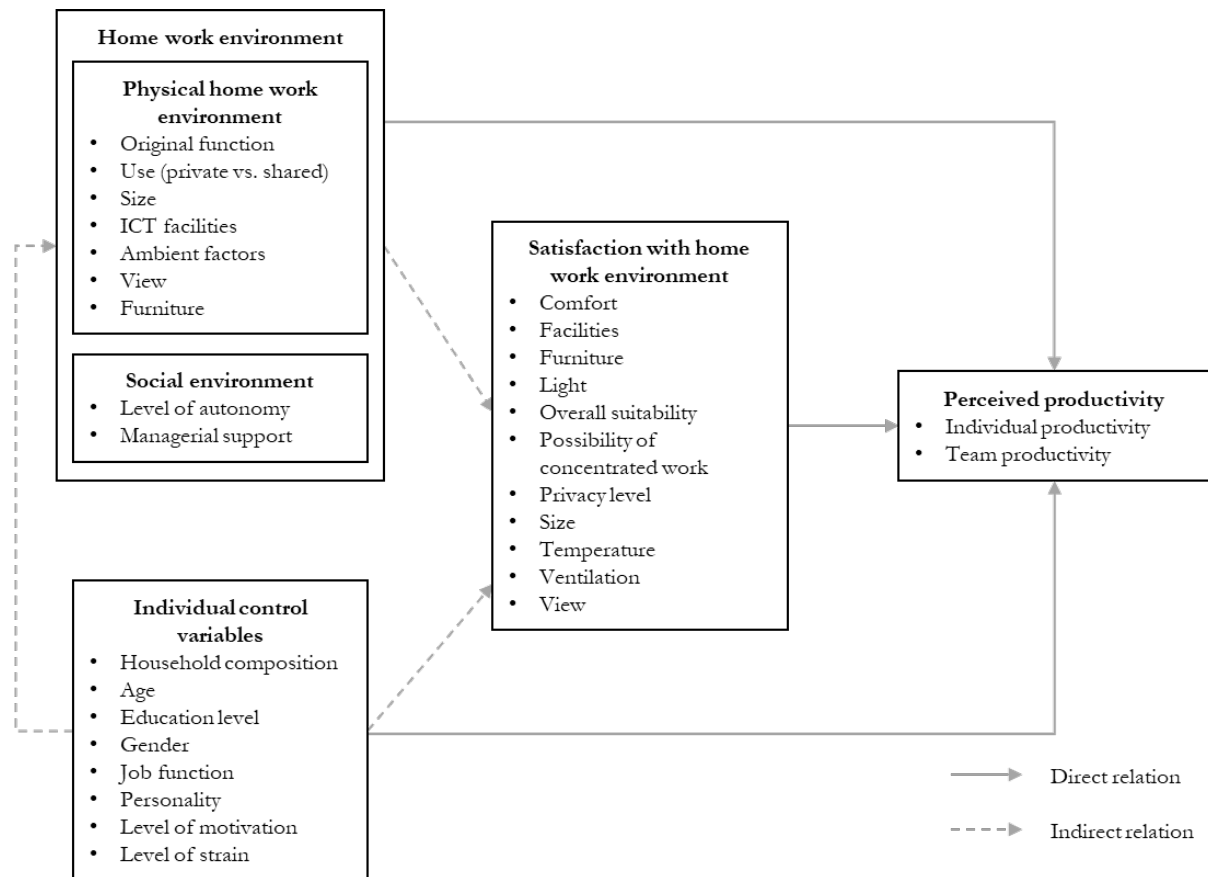 Home work environment
Physical home work
environment
• Original function
• Use (private vs. shared)
• Size
• ICT facilities
• Ambient factors
• View
• Furniture
Social environment
• Level of autonomy
• Managerial support
Individual control
variables
• Household composition
• Age
• Education level
• Gender
• Job function
• Personality
• Level of motivation
• Level of strain
Satisfaction with home
work environment
• Comfort
• Facilities
• Furniture
• Light
• Overall suitability
• Possibility of
concentrated work
• Privacy level
• Size
• Temperature
• Ventilation
• View
Perceived productivity
• Individual productivity
• Team productivity
Direct relation
Indirect relation